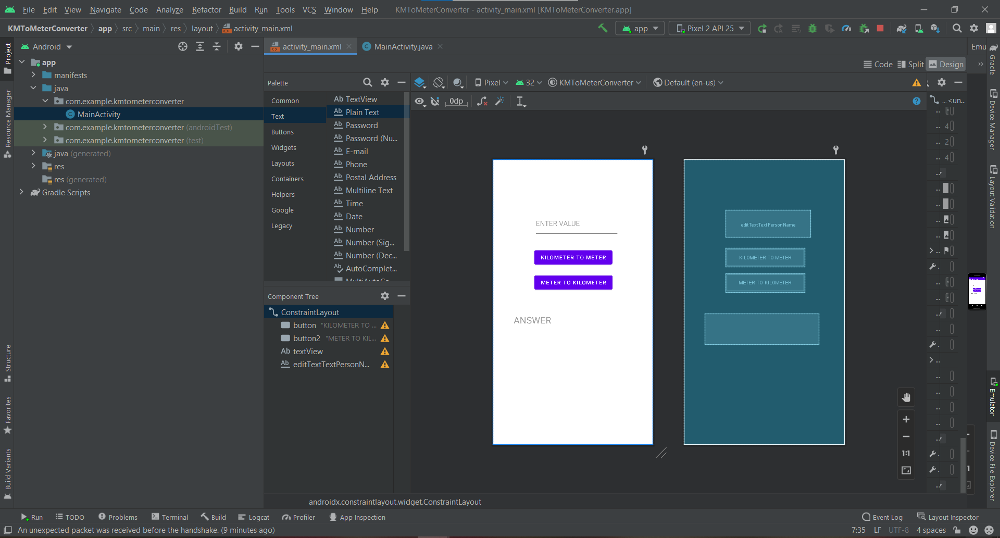 File Edit View Navigate Code Analyze Refactor Build Run Tools VCS Window Help KMToMeterConverter - activity_main.xml [KMToMeterConverter.app]
KMToMeterConverter app src main res layout activity_main.xml app Pixel 2 API 25
Android activity_main.xml MainActivity.java Emu
Code Split Design
Palette Pixel 32 KMToMeterConverter Default (en-us)
0dp ... <un...
Project
Resource Manager
Structure
Favorites
Build Variants
app
manifests
java
com.example.kmtometerconverter
MainActivity
com.example.kmtometerconverter (androidTest)
com.example.kmtometerconverter (test)
java (generated)
res
res (generated)
Gradle Scripts
Common
Text
Buttons
Widgets
Layouts
Containers
Helpers
Google
Legacy
Ab TextView
Ab Plain Text
Ab Password
Ab Password (Nu...
Ab E-mail
Ab Phone
Ab Postal Address
Ab Multiline Text
Ab Time
Ab Date
Ab Number
Ab Number (Sig...
Ab Number (Dec...
Ab AutoComplet...
Component Tree
ConstraintLayout
button "KILOMETER TO ...
button2 "METER TO KIL...
Ab textView
Ab editTextTextPersonN...
ENTER VALUE
KILOMETER TO METER
METER TO KILOMETER
ANSWER
editTextTextPersonName
KILOMETER TO METER
METER TO KILOMETER
1:1
... 4
... 2
... 4
Gradle
Device Manager
Layout Validation
Emulator
Device File Explorer
androidx.constraintlayout.widget.ConstraintLayout
Run TODO Problems Terminal Build Logcat Profiler App Inspection Event Log Layout Inspector
An unexpected packet was received before the handshake. (9 minutes ago) 7:35 LF UTF-8 4 spaces